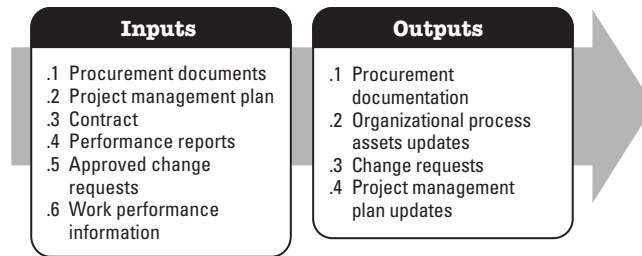 Inputs
.1 Procurement documents
.2 Project management plan
.3 Contract
.4 Performance reports
.5 Approved change
requests
.6 Work performance
information
Outputs
.1 Procurement
documentation
.2 Organizational process
assets updates
.3 Change requests
.4 Project management
plan updates